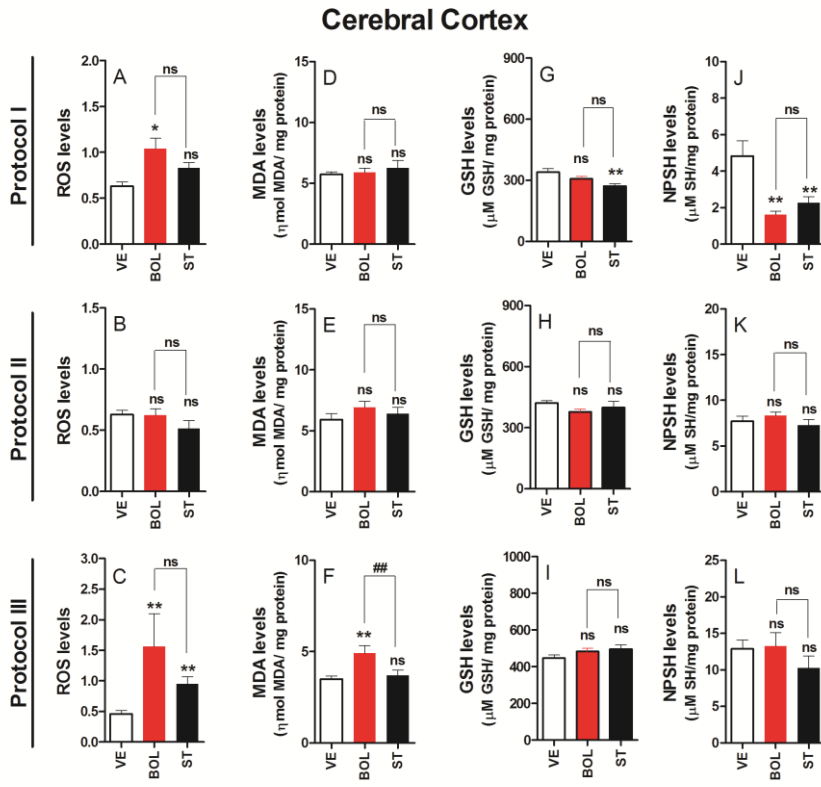 Cerebral Cortex
Protocol I
A
ROS levels
2.0
1.5
1.0
0.5
0.0
ns
*
ns
VE
BOL
ST
D
MDA levels
(ηmol MDA/ mg protein)
15
10
5
0
ns
ns
ns
VE
BOL
ST
G
GSH levels
(μM GSH/ mg protein)
900
600
300
0
ns
ns
**
VE
BOL
ST
J
NPSH levels
(μM SH/mg protein)
6
4
2
0
ns
**
**
VE
BOL
ST
Protocol II
B
ROS levels
1.5
1.0
0.5
0.0
ns
ns
ns
VE
BOL
ST
E
MDA levels
(ηmol MDA/ mg protein)
15
10
5
0
ns
ns
ns
VE
BOL
ST
H
GSH levels
(μM GSH/ mg protein)
900
600
300
0
ns
ns
ns
VE
BOL
ST
K
NPSH levels
(μM SH/mg protein)
20
15
10
5
0
ns
ns
ns
VE
BOL
ST
Protocol III
C
ROS levels
3.0
2.5
2.0
1.5
1.0
0.5
0.0
ns
**
**
VE
BOL
ST
F
MDA levels
(ηmol MDA/ mg protein)
10
8
6
4
2
0
##
**
ns
VE
BOL
ST
I
GSH levels
(μM GSH/ mg protein)
1000
800
600
400
200
0
ns
ns
ns
VE
BOL
ST
L
NPSH levels
(μM SH/mg protein)
25
20
15
10
5
0
ns
ns
ns
VE
BOL
ST